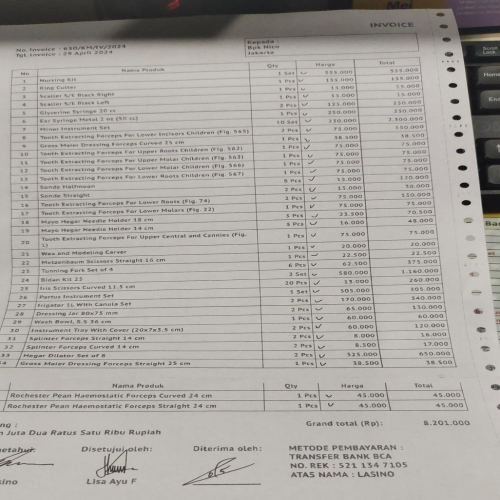 INVOICE
No. Invoice : 630/KM/IV/2024
Tgl. Invoice : 29 April 2024
Kepada :
Bpk Nico
Jakarta
No Nama Produk Qty Harga Total
1 Nursing Kit 1 Set 555.000 555.000
2 Ring Cutter 1 Pcs 155.000 155.000
3 Scaler S/E Black Right 1 Pcs 15.000 15.000
4 Scaler S/E Black Left 1 Pcs 15.000 15.000
5 Glycerine Syringe 20 cc 2 Pcs 125.000 250.000
6 Ear Syringe Metal 2 oz (50 cc) 1 Pcs 250.000 250.000
7 Minor Instrument Set 10 Set 230.000 2.300.000
8 Tooth Extracting Forceps For Lower Incisors Children (Fig. 565) 2 Pcs 75.000 150.000
9 Gross Maier Dressing Forceps Curved 25 cm 1 Pcs 38.500 38.500
10 Tooth Extracting Forceps For Upper Roots Children (Fig. 562) 1 Pcs 75.000 75.000
11 Tooth Extracting Forceps For Upper Molar Children (Fig. 563) 1 Pcs 75.000 75.000
12 Tooth Extracting Forceps For Lower Molar Children (Fig. 566) 1 Pcs 75.000 75.000
13 Tooth Extracting Forceps For Lower Roots Children (Fig. 567) 1 Pcs 75.000 75.000
14 Sonde Halfmoon 8 Pcs 15.000 120.000
15 Sonde Straight 2 Pcs 15.000 30.000
16 Tooth Extracting Forceps For Lower Roots (Fig. 74) 2 Pcs 75.000 150.000
17 Tooth Extracting Forceps For Lower Molars (Fig. 22) 1 Pcs 75.000 75.000
18 Mayo Hegar Needle Holder 18 cm 3 Pcs 23.500 70.500
19 Mayo Hegar Needle Holder 14 cm 3 Pcs 16.000 48.000
20 Tooth Extracting Forceps For Upper Central and Cannies (Fig. 1) 1 Pcs 75.000 75.000
21 Wax and Modeling Carver 1 Pcs 20.000 20.000
22 Metzenbaum Scissors Straight 16 cm 1 Pcs 22.500 22.500
23 Tunning Fork Set of 4 6 Pcs 62.500 375.000
24 Bidan Kit 23 2 Set 580.000 1.160.000
25 Iris Scissors Curved 11.5 cm 20 Pcs 13.000 260.000
26 Partus Instrument Set 1 Set 305.000 305.000
27 Irigator 1L With Canula Set 2 Pcs 170.000 340.000
28 Dressing Jar 80x75 mm 2 Pcs 65.000 130.000
29 Wash Bowl, S.S 36 cm 1 Pcs 60.000 60.000
30 Instrument Tray With Cover (20x7x3.5 cm) 2 Pcs 60.000 120.000
31 Splinter Forceps Straight 14 cm 2 Pcs 8.000 16.000
32 Splinter Forceps Curved 14 cm 2 Pcs 8.500 17.000
33 Hegar Dilator Set of 8 2 Pcs 325.000 650.000
34 Gross Maier Dressing Forceps Straight 25 cm 1 Pcs 38.500 38.500
Nama Produk Qty Harga Total
Rochester Pean Haemostatic Forceps Curved 24 cm 1 Pcs 45.000 45.000
Rochester Pean Haemostatic Forceps Straight 24 cm 1 Pcs 45.000 45.000
Grand total (Rp): 8.201.000
Juta Dua Ratus Satu Ribu Rupiah
Disetujui oleh:
Diterima oleh:
Lisa Ayu F
METODE PEMBAYARAN :
TRANSFER BANK BCA
NO. REK : 521 134 7105
ATAS NAMA : LASINO
Scroll Lock
Home